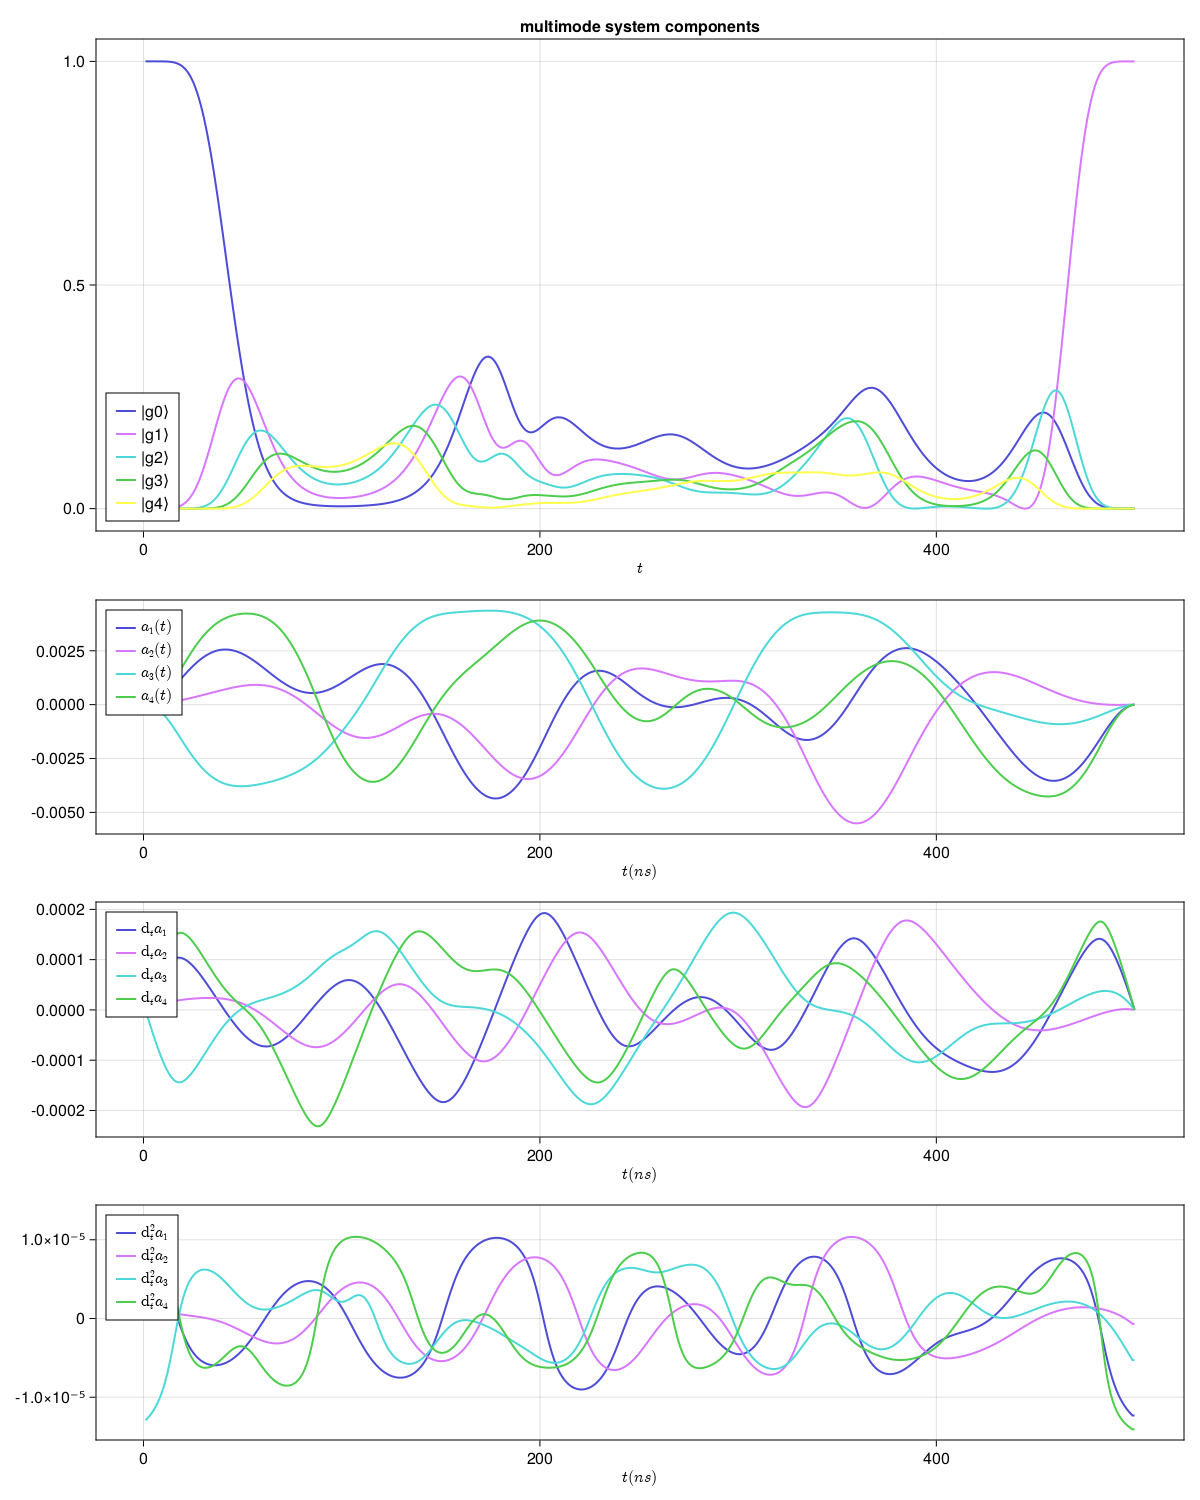 multimode system components
1.0
0.5
0.0
|g0⟩
|g1⟩
|g2⟩
|g3⟩
|g4⟩
0 200 400
t
0.0025
0.0000
-0.0025
-0.0050
a₁(t)
a₂(t)
a₃(t)
a₄(t)
0 200 400
t(ns)
0.0002
0.0001
0.0000
-0.0001
-0.0002
dₜa₁
dₜa₂
dₜa₃
dₜa₄
0 200 400
t(ns)
1.0×10⁻⁵
0
-1.0×10⁻⁵
d²ₜa₁
d²ₜa₂
d²ₜa₃
d²ₜa₄
0 200 400
t(ns)